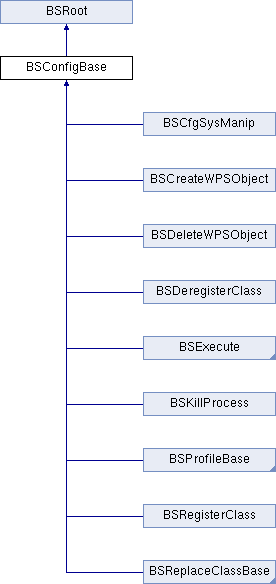 BSRoot
BSConfigBase
BSCfgSysManip
BSCreateWPSObject
BSDeleteWPSObject
BSDeregisterClass
BSExecute
BSKillProcess
BSProfileBase
BSRegisterClass
BSReplaceClassBase